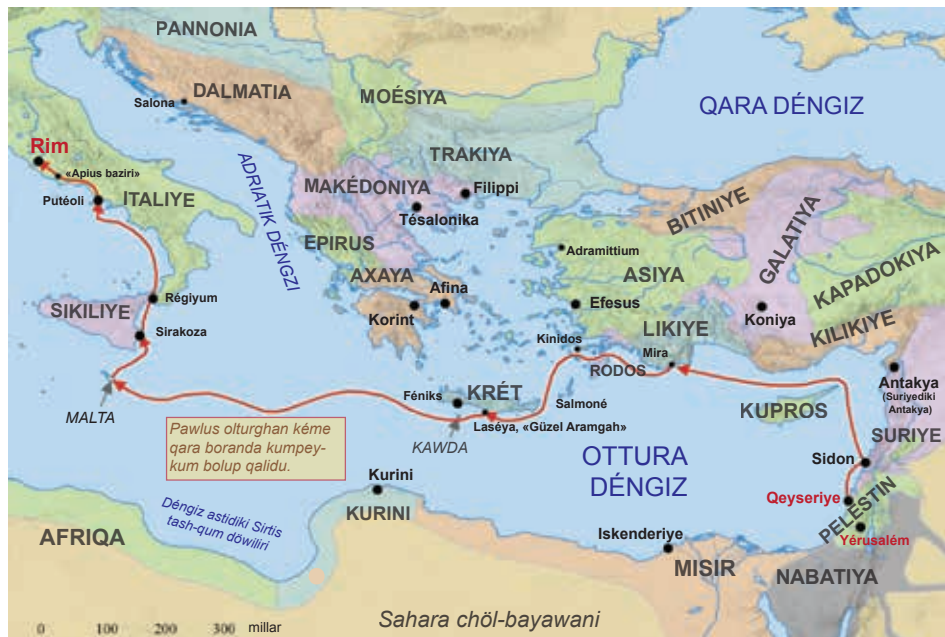 PANNONIA
DALMATIA
Salona
MOÉSIYA
QARA DÉNGIZ
Rim
«Apius baziri»
Putéoli
ITALIYE
ADRIATIK DÉNGZI
TRAKIYA
MAKÉDONIYA
Filippi
Tésalonika
BITINIYE
GALATIYA
EPIRUS
Adramittium
ASIYA
KAPADOKIYA
AXAYA
Afina
Korint
Efesus
Koniya
SIKILIYE
Régiyum
Sirakoza
LIKIYE
KILIKIYE
Kinidos
Mira
RODOS
Antakya
(Suriyediki
Antakya)
MALTA
Féniks
KRÉT
Salmoné
KUPROS
SURIYE
KAWDA
Laséya, «Güzel Aramgah»
Pawlus olturghan kéme
qara boranda kumpey-
kum bolup qalidu.
OTTURA
DÉNGIZ
Sidon
Kurini
Qeyseriye
PELESTIN
KURINI
Déngiz astidiki Sirtis
tash-qum döwiliri
Yérusalém
AFRIQA
Iskenderiye
MISIR
NABATIYA
0 100 200 300 millar
Sahara chöl-bayawani